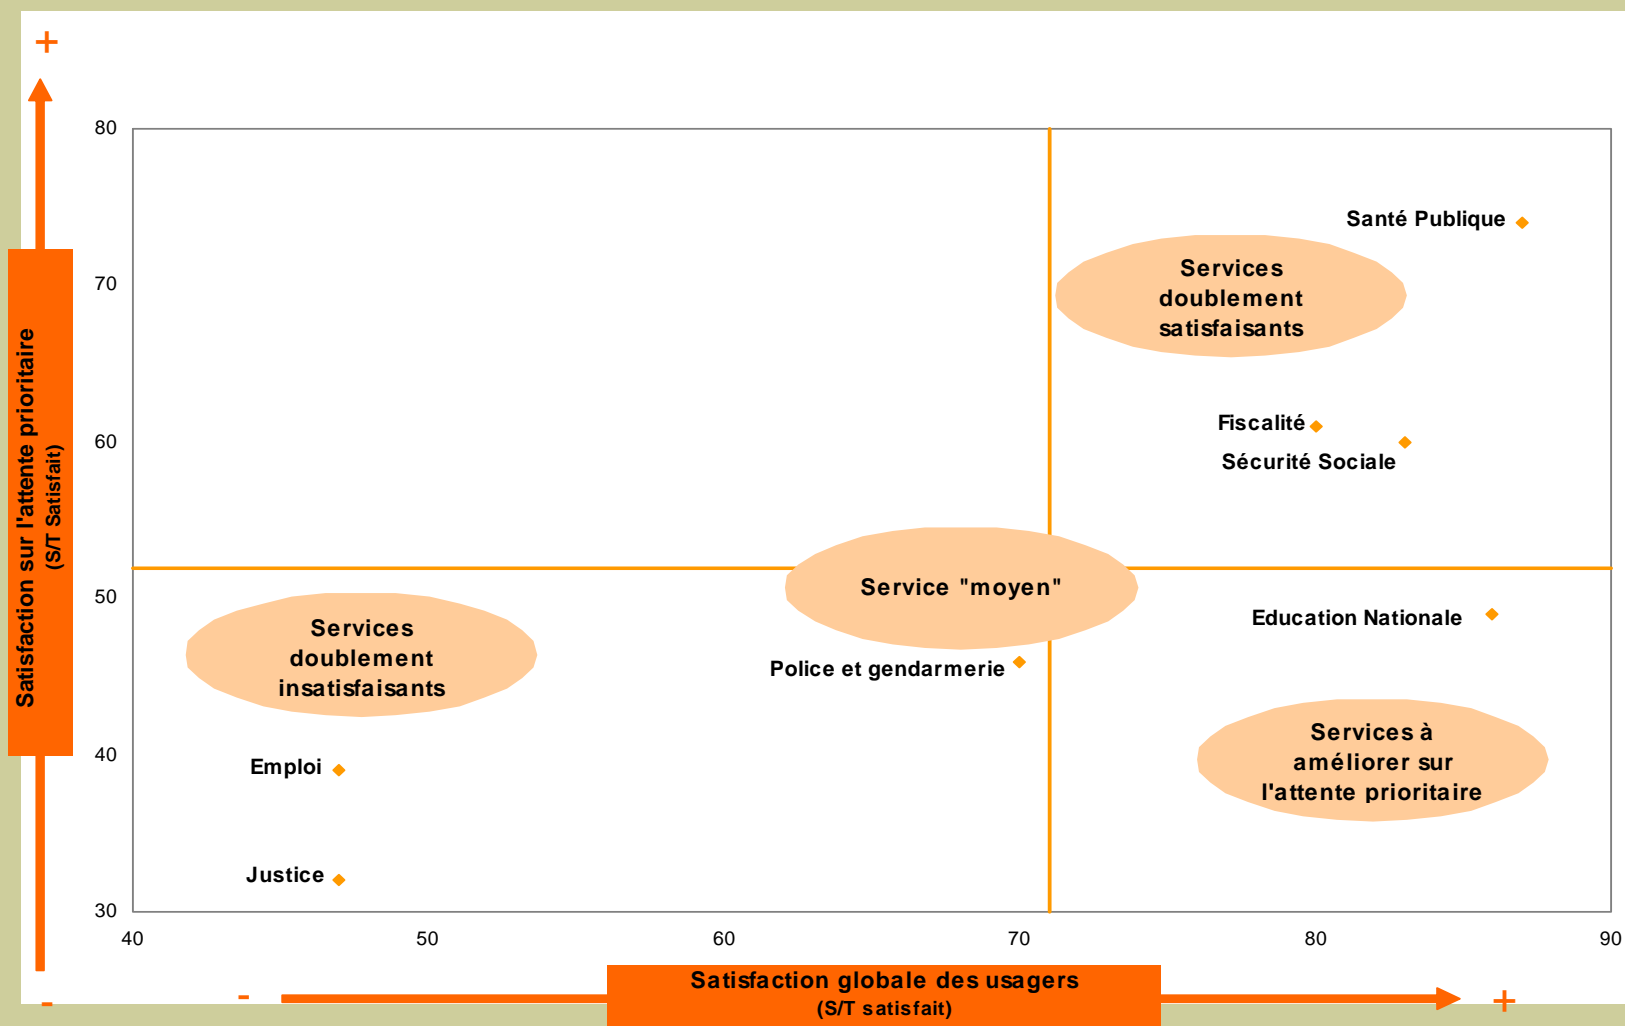 +
80
Santé Publique
Services
doublement
satisfaisants
70
Satisfaction sur l'attente prioritaire
(S/T Satisfait)
Fiscalité
60
Sécurité Sociale
Service "moyen"
50
Education Nationale
Services
doublement
insatisfaisants
Police et gendarmerie
Services à
améliorer sur
l'attente prioritaire
40
Emploi
Justice
30
40
50
60
70
80
90
Satisfaction globale des usagers
(S/T satisfait)
-
-
+